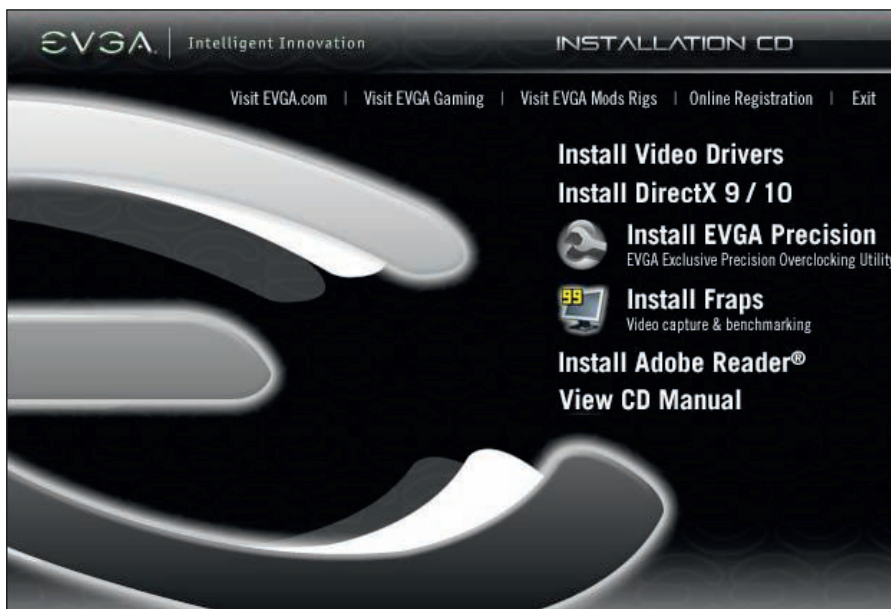 EVGA. | Intelligent Innovation INSTALLATION CD
Visit EVGA.com | Visit EVGA Gaming | Visit EVGA Mods Rigs | Online Registration | Exit
Install Video Drivers
Install DirectX 9 / 10
Install EVGA Precision
EVGA Exclusive Precision Overclocking Utility
99
Install Fraps
Video capture & benchmarking
Install Adobe Reader®
View CD Manual